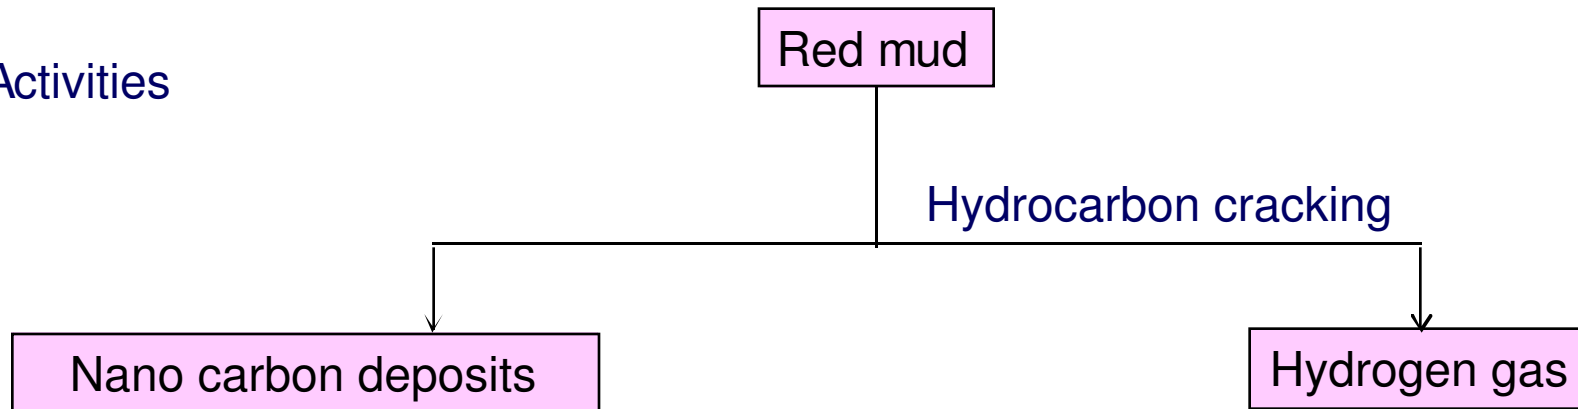 Red mud
Activities
Hydrocarbon cracking
Nano carbon deposits
Hydrogen gas